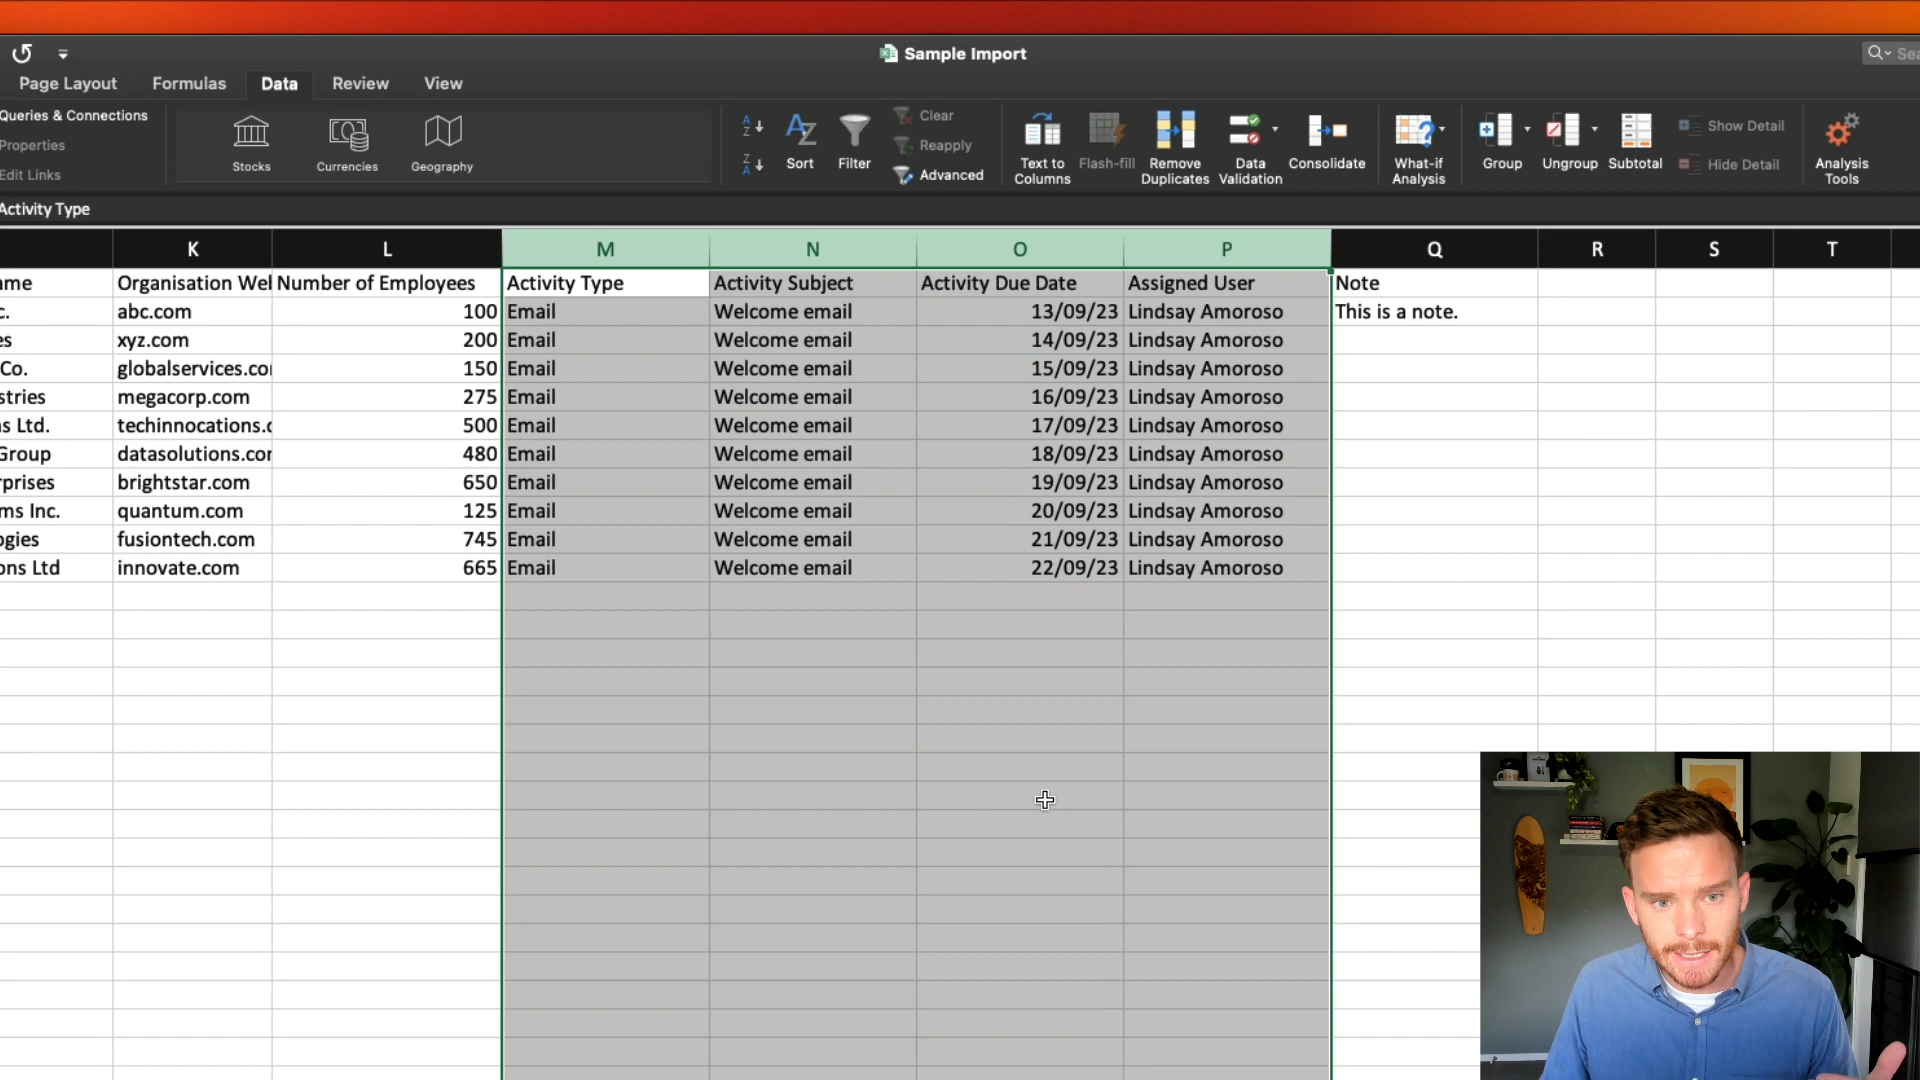 Sample Import
Sea
Page Layout Formulas Data Review View
Queries & Connections
Properties
Edit Links
Stocks Currencies Geography
Sort Filter
Clear
Reapply
Advanced
Text to Columns
Flash-fill
Remove Duplicates
Data Validation
Consolidate
What-if Analysis
Group Ungroup Subtotal
Show Detail
Hide Detail
Analysis Tools
Activity Type
K L M N O P Q R S T
ame Organisation Wel Number of Employees Activity Type Activity Subject Activity Due Date Assigned User Note
c. abc.com 100 Email Welcome email 13/09/23 Lindsay Amoroso This is a note.
es xyz.com 200 Email Welcome email 14/09/23 Lindsay Amoroso
Co. globalservices.co 150 Email Welcome email 15/09/23 Lindsay Amoroso
stries megacorp.com 275 Email Welcome email 16/09/23 Lindsay Amoroso
s Ltd. techinnocations.c 500 Email Welcome email 17/09/23 Lindsay Amoroso
Group datasolutions.cor 480 Email Welcome email 18/09/23 Lindsay Amoroso
rprises brightstar.com 650 Email Welcome email 19/09/23 Lindsay Amoroso
ms Inc. quantum.com 125 Email Welcome email 20/09/23 Lindsay Amoroso
ogies fusiontech.com 745 Email Welcome email 21/09/23 Lindsay Amoroso
ons Ltd innovate.com 665 Email Welcome email 22/09/23 Lindsay Amoroso